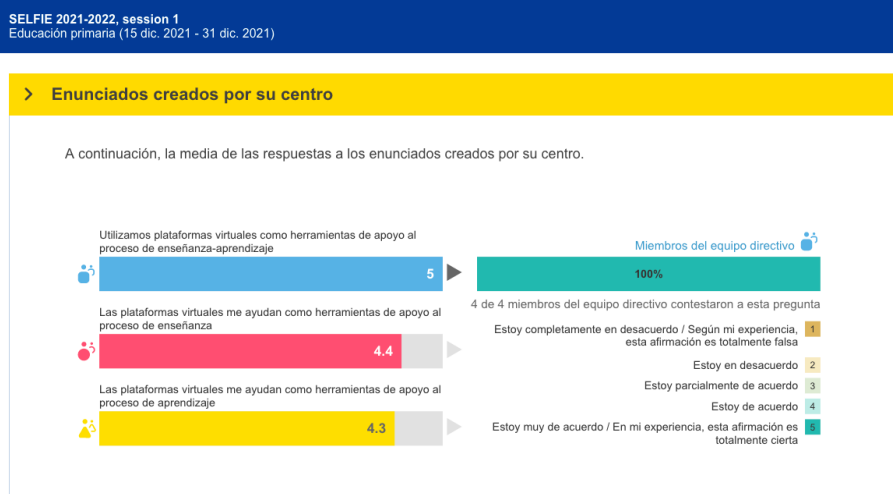 SELFIE 2021-2022, session 1
Educación primaria (15 dic. 2021 - 31 dic. 2021)
Enunciados creados por su centro
A continuación, la media de las respuestas a los enunciados creados por su centro.
Utilizamos plataformas virtuales como herramientas de apoyo al
proceso de enseñanza-aprendizaje
5
Las plataformas virtuales me ayudan como herramientas de apoyo al
proceso de enseñanza
4.4
Las plataformas virtuales me ayudan como herramientas de apoyo al
proceso de aprendizaje
4.3
Miembros del equipo directivo
100%
4 de 4 miembros del equipo directivo contestaron a esta pregunta
Estoy completamente en desacuerdo / Según mi experiencia, 1
esta afirmación es totalmente falsa
Estoy en desacuerdo 2
Estoy parcialmente de acuerdo 3
Estoy de acuerdo 4
Estoy muy de acuerdo / En mi experiencia, esta afirmación es 5
totalmente cierta